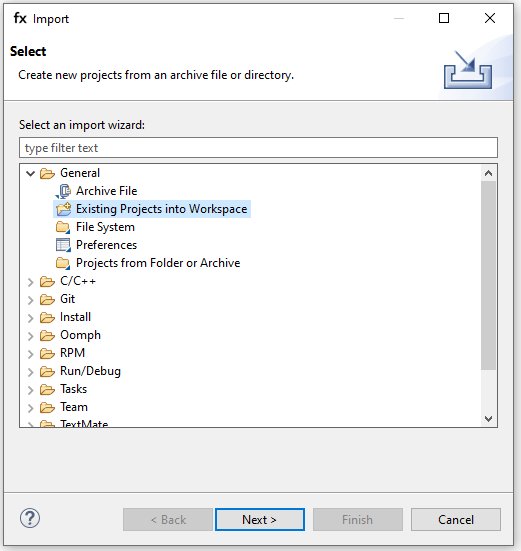 fx Import
Select
Create new projects from an archive file or directory.
Select an import wizard:
type filter text
General
Archive File
Existing Projects into Workspace
File System
Preferences
Projects from Folder or Archive
C/C++
Git
Install
Oomph
RPM
Run/Debug
Tasks
Team
TextMate
?
< Back
Next >
Finish
Cancel